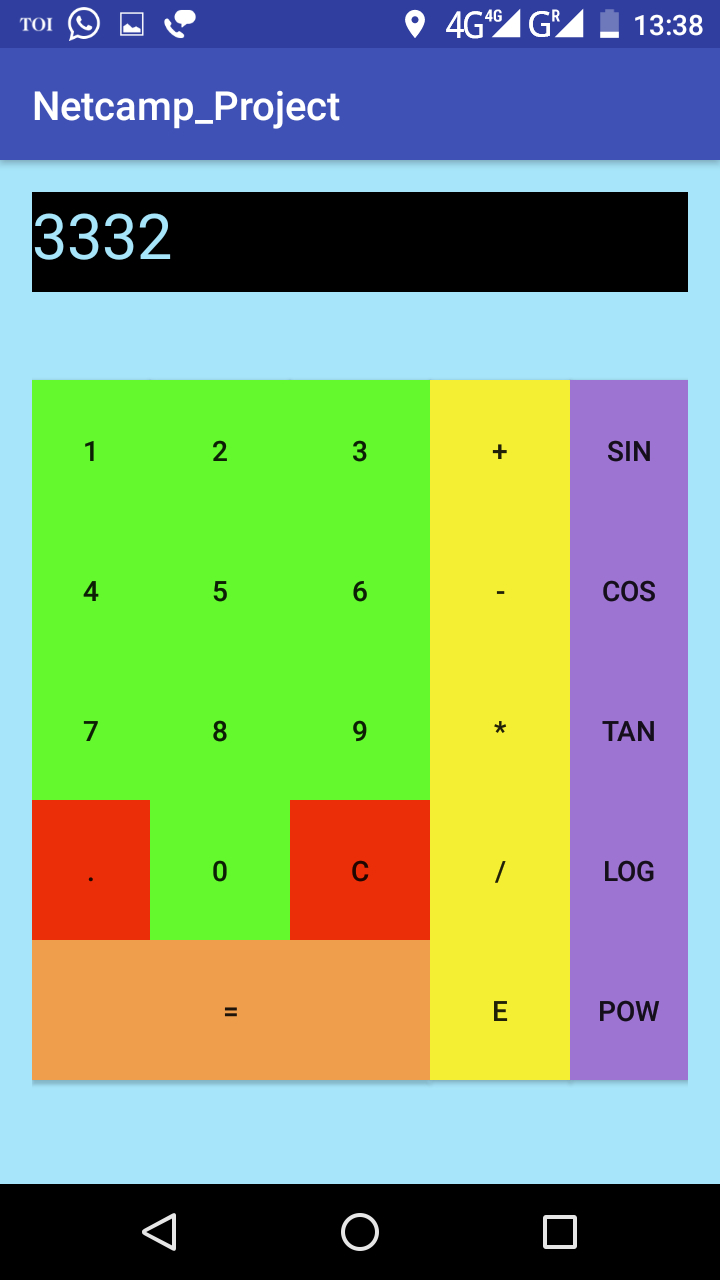 TOI 4G 4G G R 13:38
Netcamp_Project
3332
1 2 3 + SIN
4 5 6 - COS
7 8 9 * TAN
. 0 C / LOG
= E POW